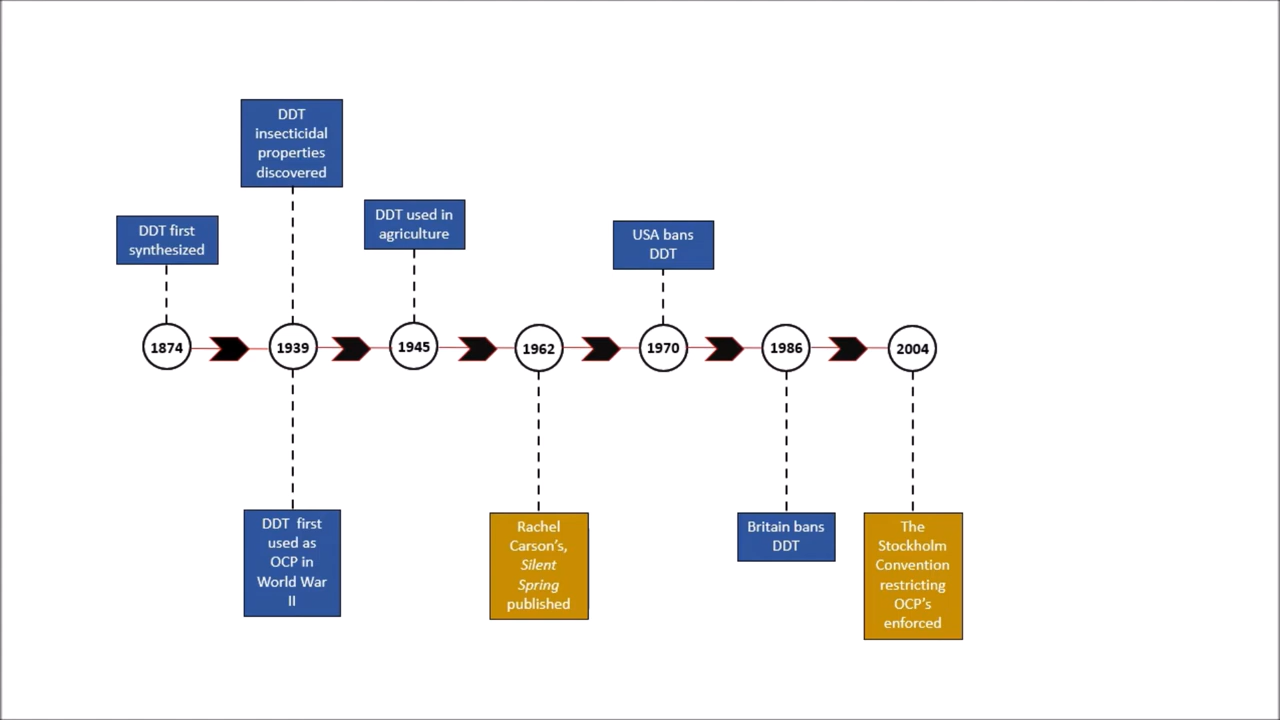 DDT
insecticidal
properties
discovered
DDT first
synthesized
DDT used in
agriculture
USA bans
DDT
1874
1939
1945
1962
1970
1986
2004
DDT first
used as
OCP in
World War
II
Rachel
Carson's,
Silent
Spring
published
Britain bans
DDT
The
Stockholm
Convention
restricting
OCP's
enforced